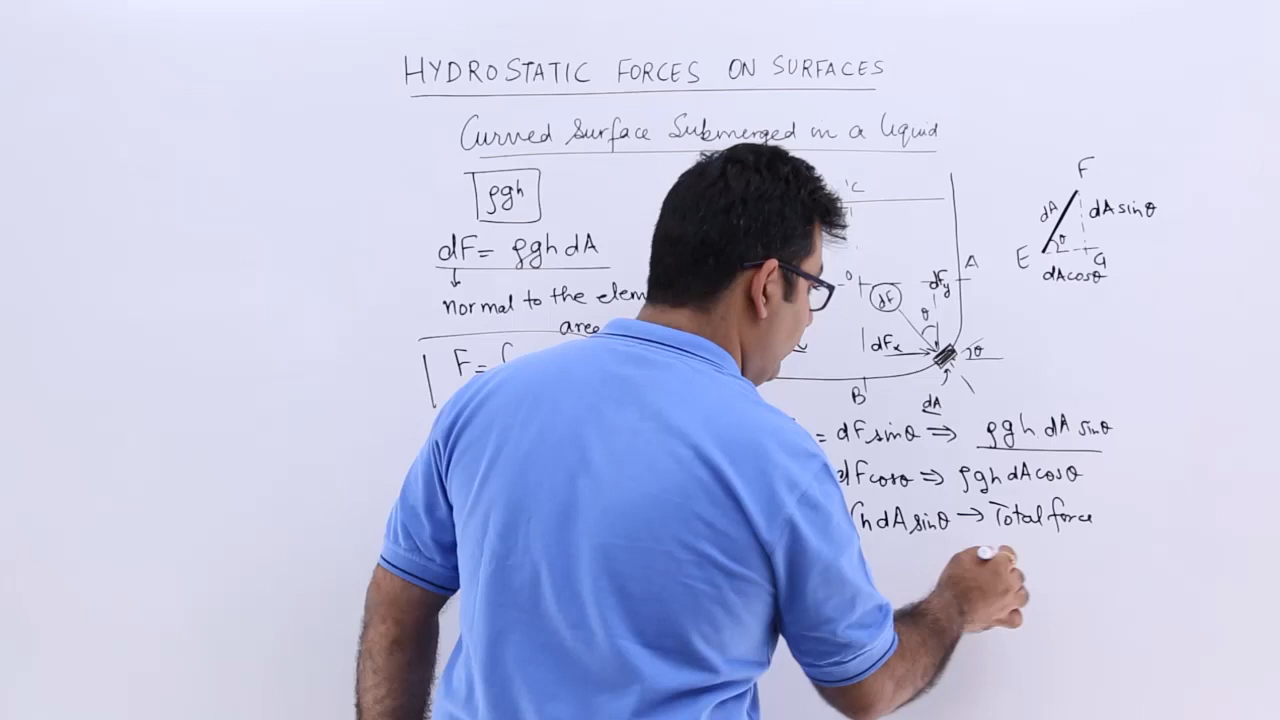 HYDROSTATIC FORCES ON SURFACES
Curved Surface Submerged in a liquid
ρgh
dF = ρgh dA
normal to the
area
F =
C
O
A
dF
dFy
θ
dFx
θ
B
dA
F
dA
dA sinθ
θ
E
G
dA cosθ
= dF sinθ ⇒ ρgh dA sinθ
dF cosθ ⇒ ρgh dA cosθ
h dA sinθ → Total force